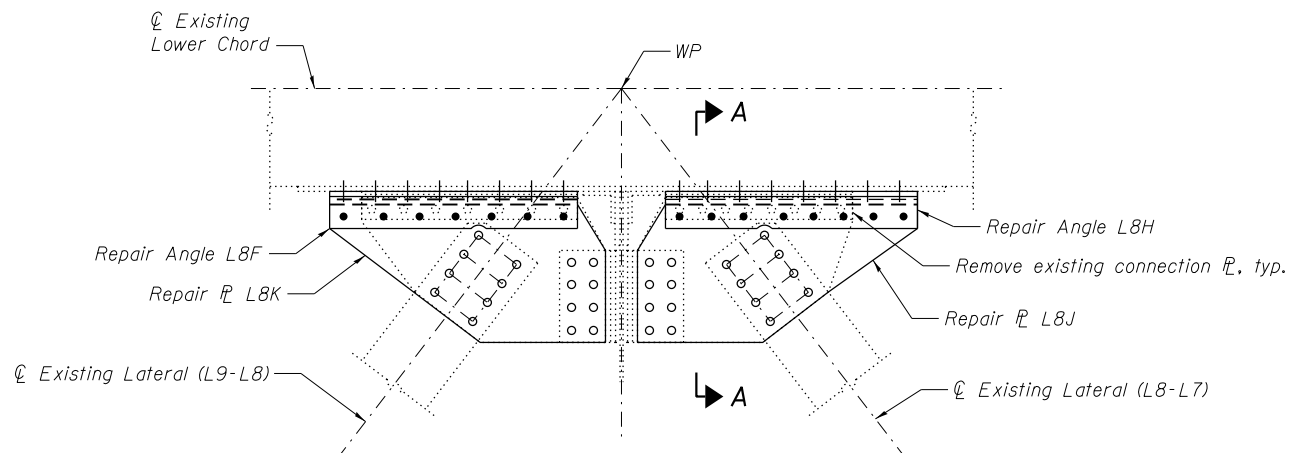 ℄ Existing
Lower Chord
WP
A
Repair Angle L8F
Repair Angle L8H
Remove existing connection ⅊, typ.
Repair ⅊ L8K
Repair ⅊ L8J
℄ Existing Lateral (L9-L8)
A
℄ Existing Lateral (L8-L7)